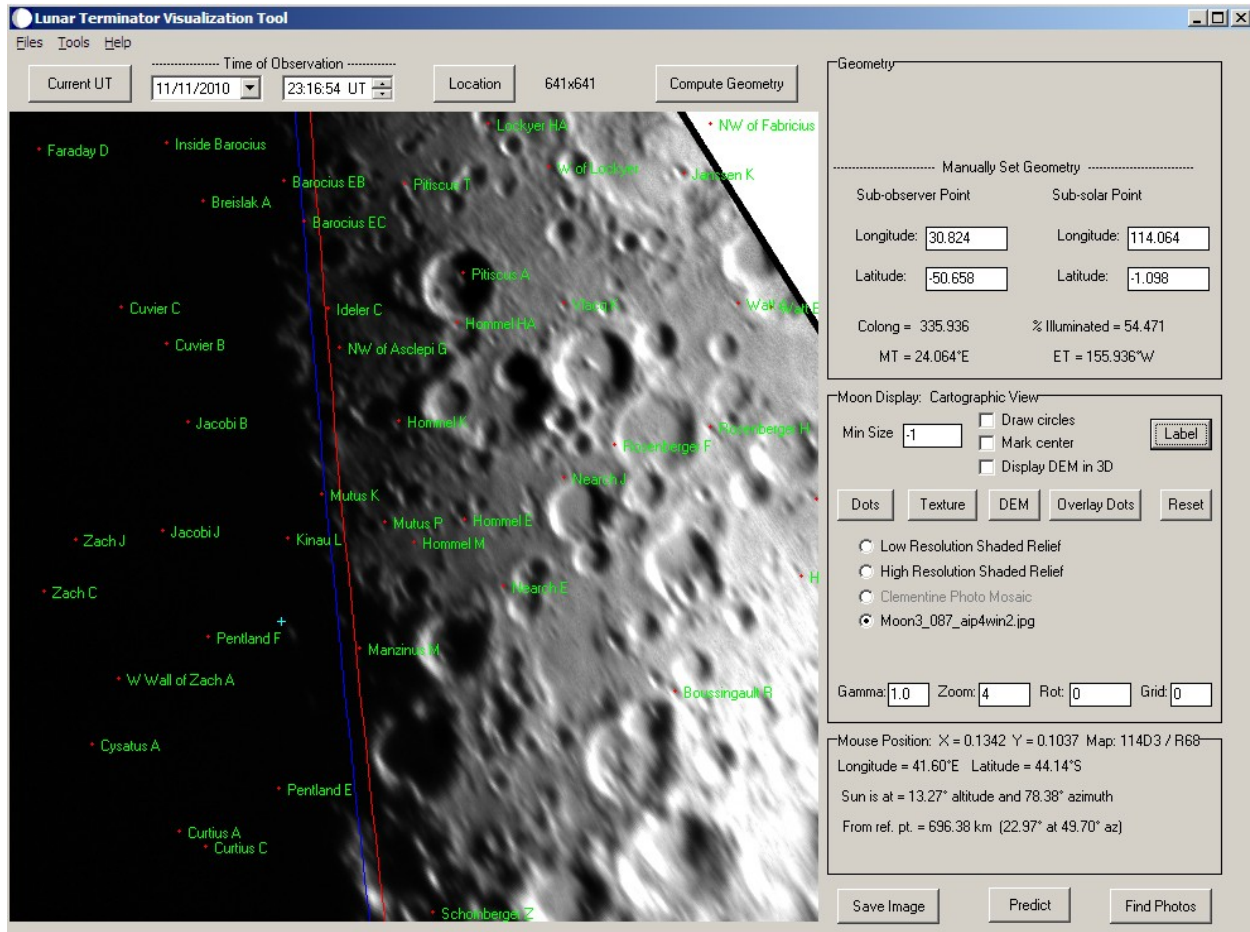 Lunar Terminator Visualization Tool
Files Tools Help
------------------ Time of Observation -------------
Current UT
11/11/2010
23:16:54 UT
Location
641x641
Compute Geometry
Lockyer HA
NW of Fabricius
Faraday D
Inside Barocius
W of Lockyer
Janssen K
Barocius EB
Pitiscus T
Breislak A
Barocius EC
Pitiscus A
Cuvier C
Ideler C
Vlacq
Watt
Watt E
Hommel HA
Cuvier B
NW of Asclepi G
Jacobi B
Hommel K
Rosenberger H
Rosenberger F
Nearch J
Mutus K
Mutus P
Hommel E
Zach J
Jacobi J
Kinau L
Hommel M
H
Zach C
Nearch E
Pentland F
Manzinus M
W Wall of Zach A
Boussingault R
Cysatus A
Pentland E
Curtius A
Curtius C
Schomberger Z
Geometry
---------------------- Manually Set Geometry ------------------
Sub-observer Point Sub-solar Point
Longitude: 30.824 Longitude: 114.064
Latitude: -50.658 Latitude: -1.098
Colong = 335.936 % Illuminated = 54.471
MT = 24.064°E ET = 155.936°W
Moon Display: Cartographic View
Min Size -1
Draw circles
Mark center
Display DEM in 3D
Label
Dots Texture DEM Overlay Dots Reset
Low Resolution Shaded Relief
High Resolution Shaded Relief
Clementine Photo Mosaic
Moon3_087_aip4win2.jpg
Gamma: 1.0 Zoom: 4 Rot: 0 Grid: 0
Mouse Position: X = 0.1342 Y = 0.1037 Map: 114D3 / R68
Longitude = 41.60°E Latitude = 44.14°S
Sun is at = 13.27° altitude and 78.38° azimuth
From ref. pt. = 696.38 km (22.97° at 49.70° az)
Save Image Predict Find Photos